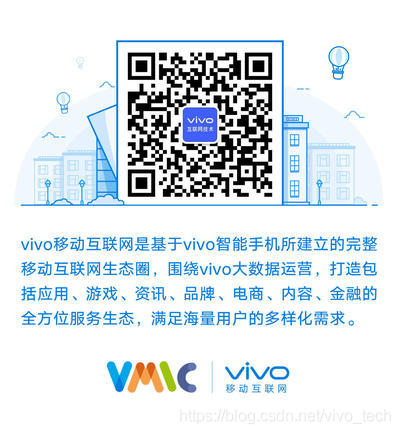 vivo
互联网技术
vivo移动互联网是基于vivo智能手机所建立的完整
移动互联网生态圈，围绕vivo大数据运营，打造包
括应用、游戏、资讯、品牌、电商、内容、金融的
全方位服务生态，满足海量用户的多样化需求。
VMIC
vivo
移动互联网
https://blog.csdn.net/vivo_tech